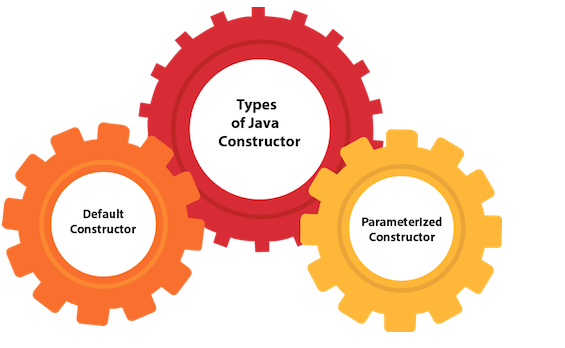 Types
of Java
Constructor
Default
Constructor
Parameterized
Constructor